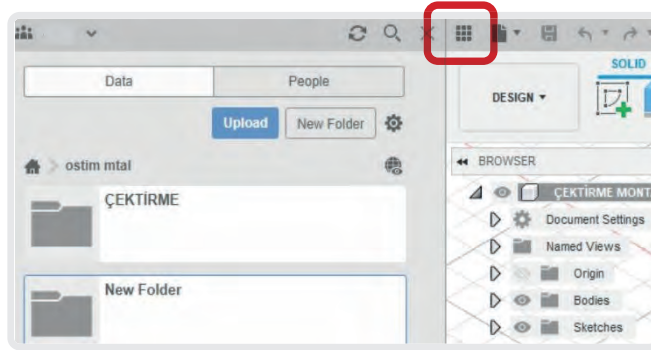 SOLID
Data
People
DESIGN
Upload
New Folder
ostim mtal
BROWSER
ÇEKTİRME
ÇEKTİRME MONT
Document Settings
Named Views
Origin
New Folder
Bodies
Sketches